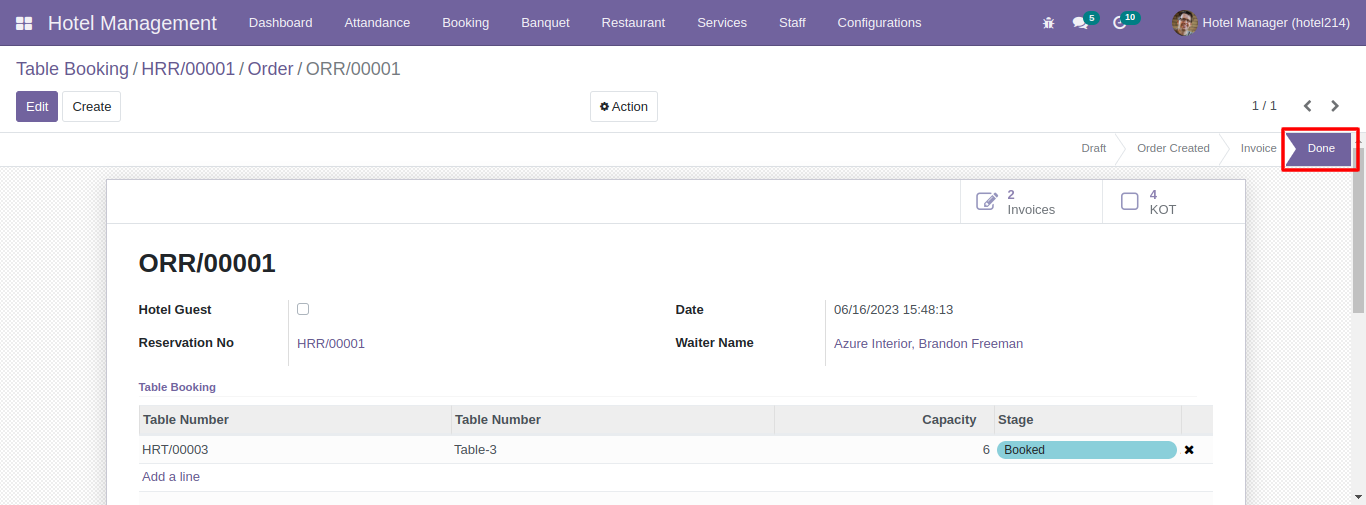 Hotel Management Dashboard Attandance Booking Banquet Restaurant Services Staff Configurations 5 10 Hotel Manager (hotel214)
Table Booking / HRR/00001 / Order / ORR/00001
Edit Create Action 1 / 1
Draft Order Created Invoice Done
2 Invoices
4 KOT
ORR/00001
Hotel Guest
Date 06/16/2023 15:48:13
Reservation No HRR/00001
Waiter Name Azure Interior, Brandon Freeman
Table Booking
Table Number Table Number Capacity Stage
HRT/00003 Table-3 6 Booked
Add a line